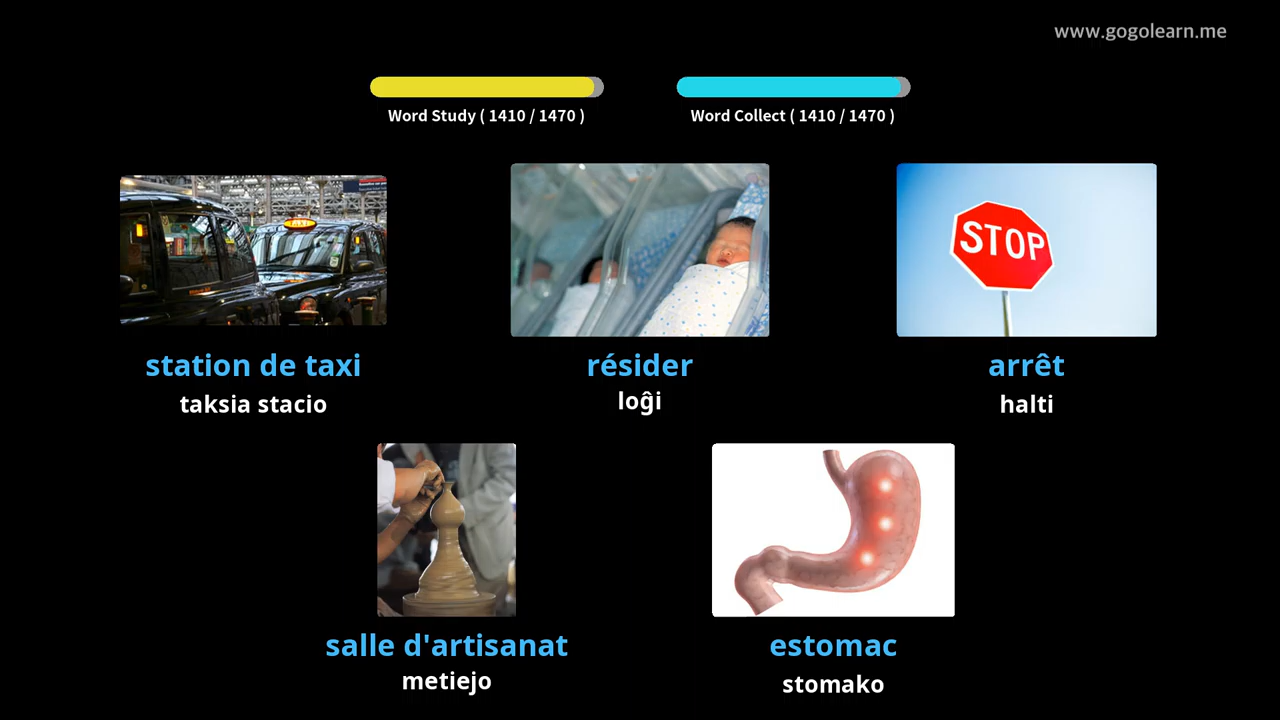 www.gogolearn.me
Word Study ( 1410 / 1470 )
Word Collect ( 1410 / 1470 )
TAXI
STOP
station de taxi
résider
arrêt
taksia stacio
loĝi
halti
salle d'artisanat
estomac
metiejo
stomako